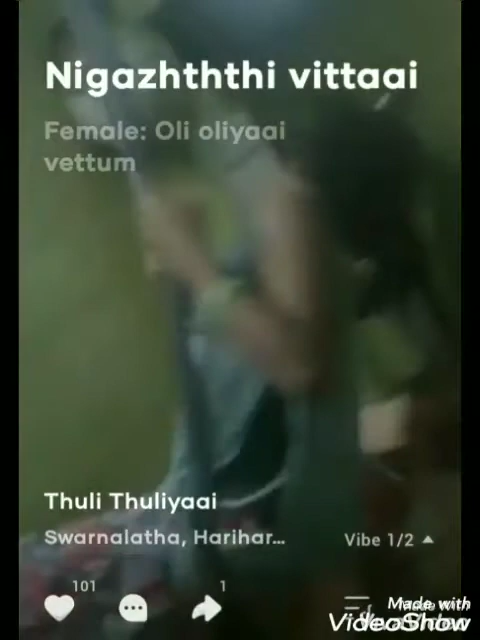 Nigazhththi vittaai
Female: Oli oliyaai
vettum
Thuli Thuliyaai
Swarnalatha, Harihar...
Vibe 1/2
101
1
Made with
VideoShow